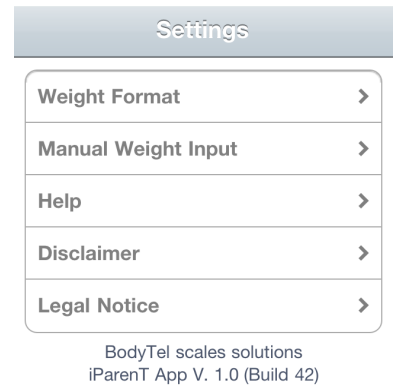 Settings
Weight Format
Manual Weight Input
Help
Disclaimer
Legal Notice
BodyTel scales solutions
iParenT App V. 1.0 (Build 42)